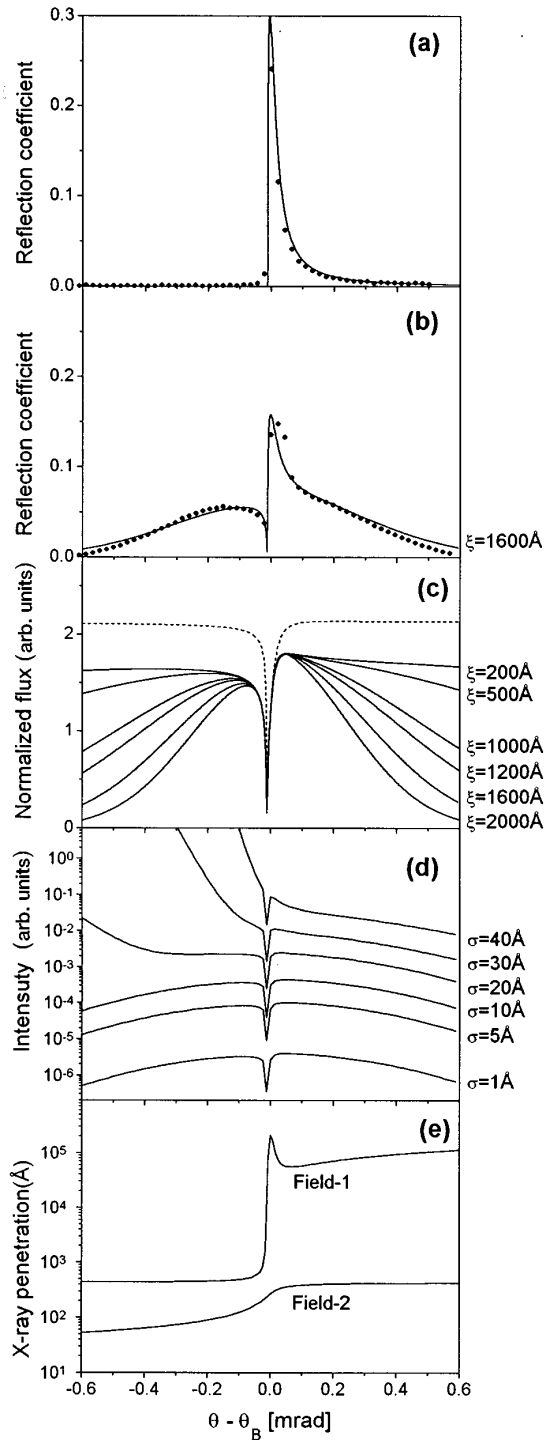 0.3
(a)
0.2
Reflection coefficient
0.1
0.0
(b)
0.2
Reflection coefficient
0.1
0.0
ξ=1600Å
(c)
2
Normalized flux (arb. units)
1
0
ξ=200Å
ξ=500Å
ξ=1000Å
ξ=1200Å
ξ=1600Å
ξ=2000Å
(d)
10⁰
10⁻¹
10⁻²
10⁻³
10⁻⁴
10⁻⁵
10⁻⁶
Intensuty (arb. units)
σ=40Å
σ=30Å
σ=20Å
σ=10Å
σ=5Å
σ=1Å
(e)
10⁵
10⁴
10³
10²
10¹
X-ray penetration(Å)
Field-1
Field-2
-0.6 -0.4 -0.2 0.0 0.2 0.4 0.6
θ - θ_B [mrad]